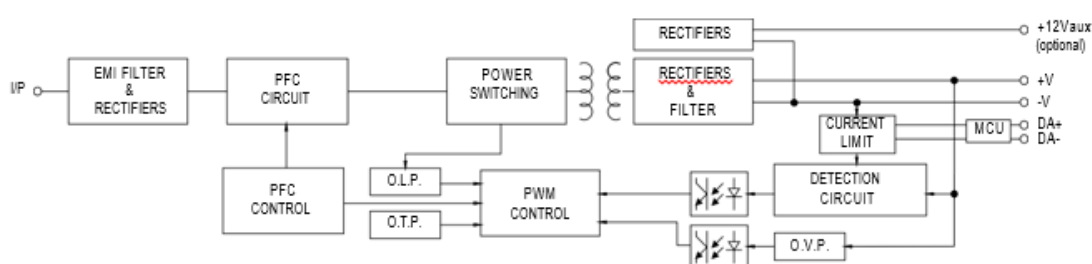 RECTIFIERS
+12Vaux
(optional)
I/P
EMI FILTER
&
RECTIFIERS
PFC
CIRCUIT
POWER
SWITCHING
RECTIFIERS
&
FILTER
+V
-V
CURRENT
LIMIT
MCU
DA+
DA-
PFC
CONTROL
O.L.P.
O.T.P.
PWM
CONTROL
DETECTION
CIRCUIT
O.V.P.